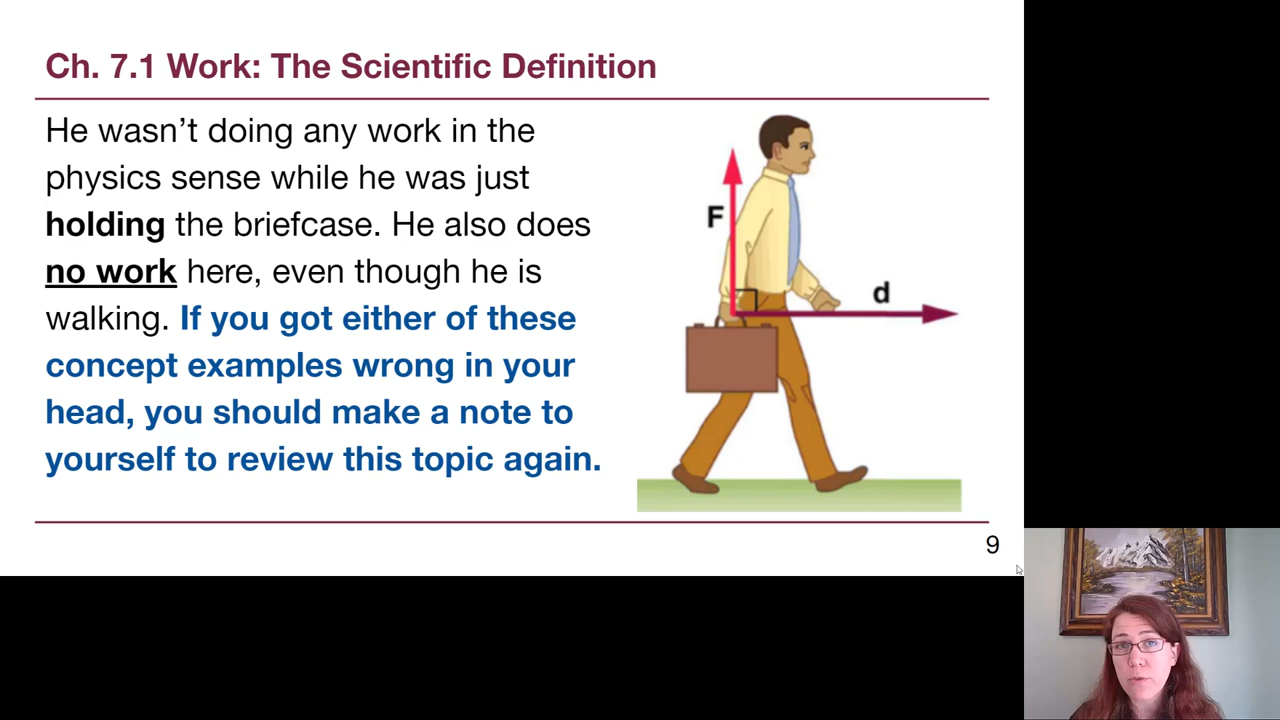 Ch. 7.1 Work: The Scientific Definition
He wasn’t doing any work in the
physics sense while he was just
holding the briefcase. He also does
no work here, even though he is
walking. If you got either of these
concept examples wrong in your
head, you should make a note to
yourself to review this topic again.
F
d
9